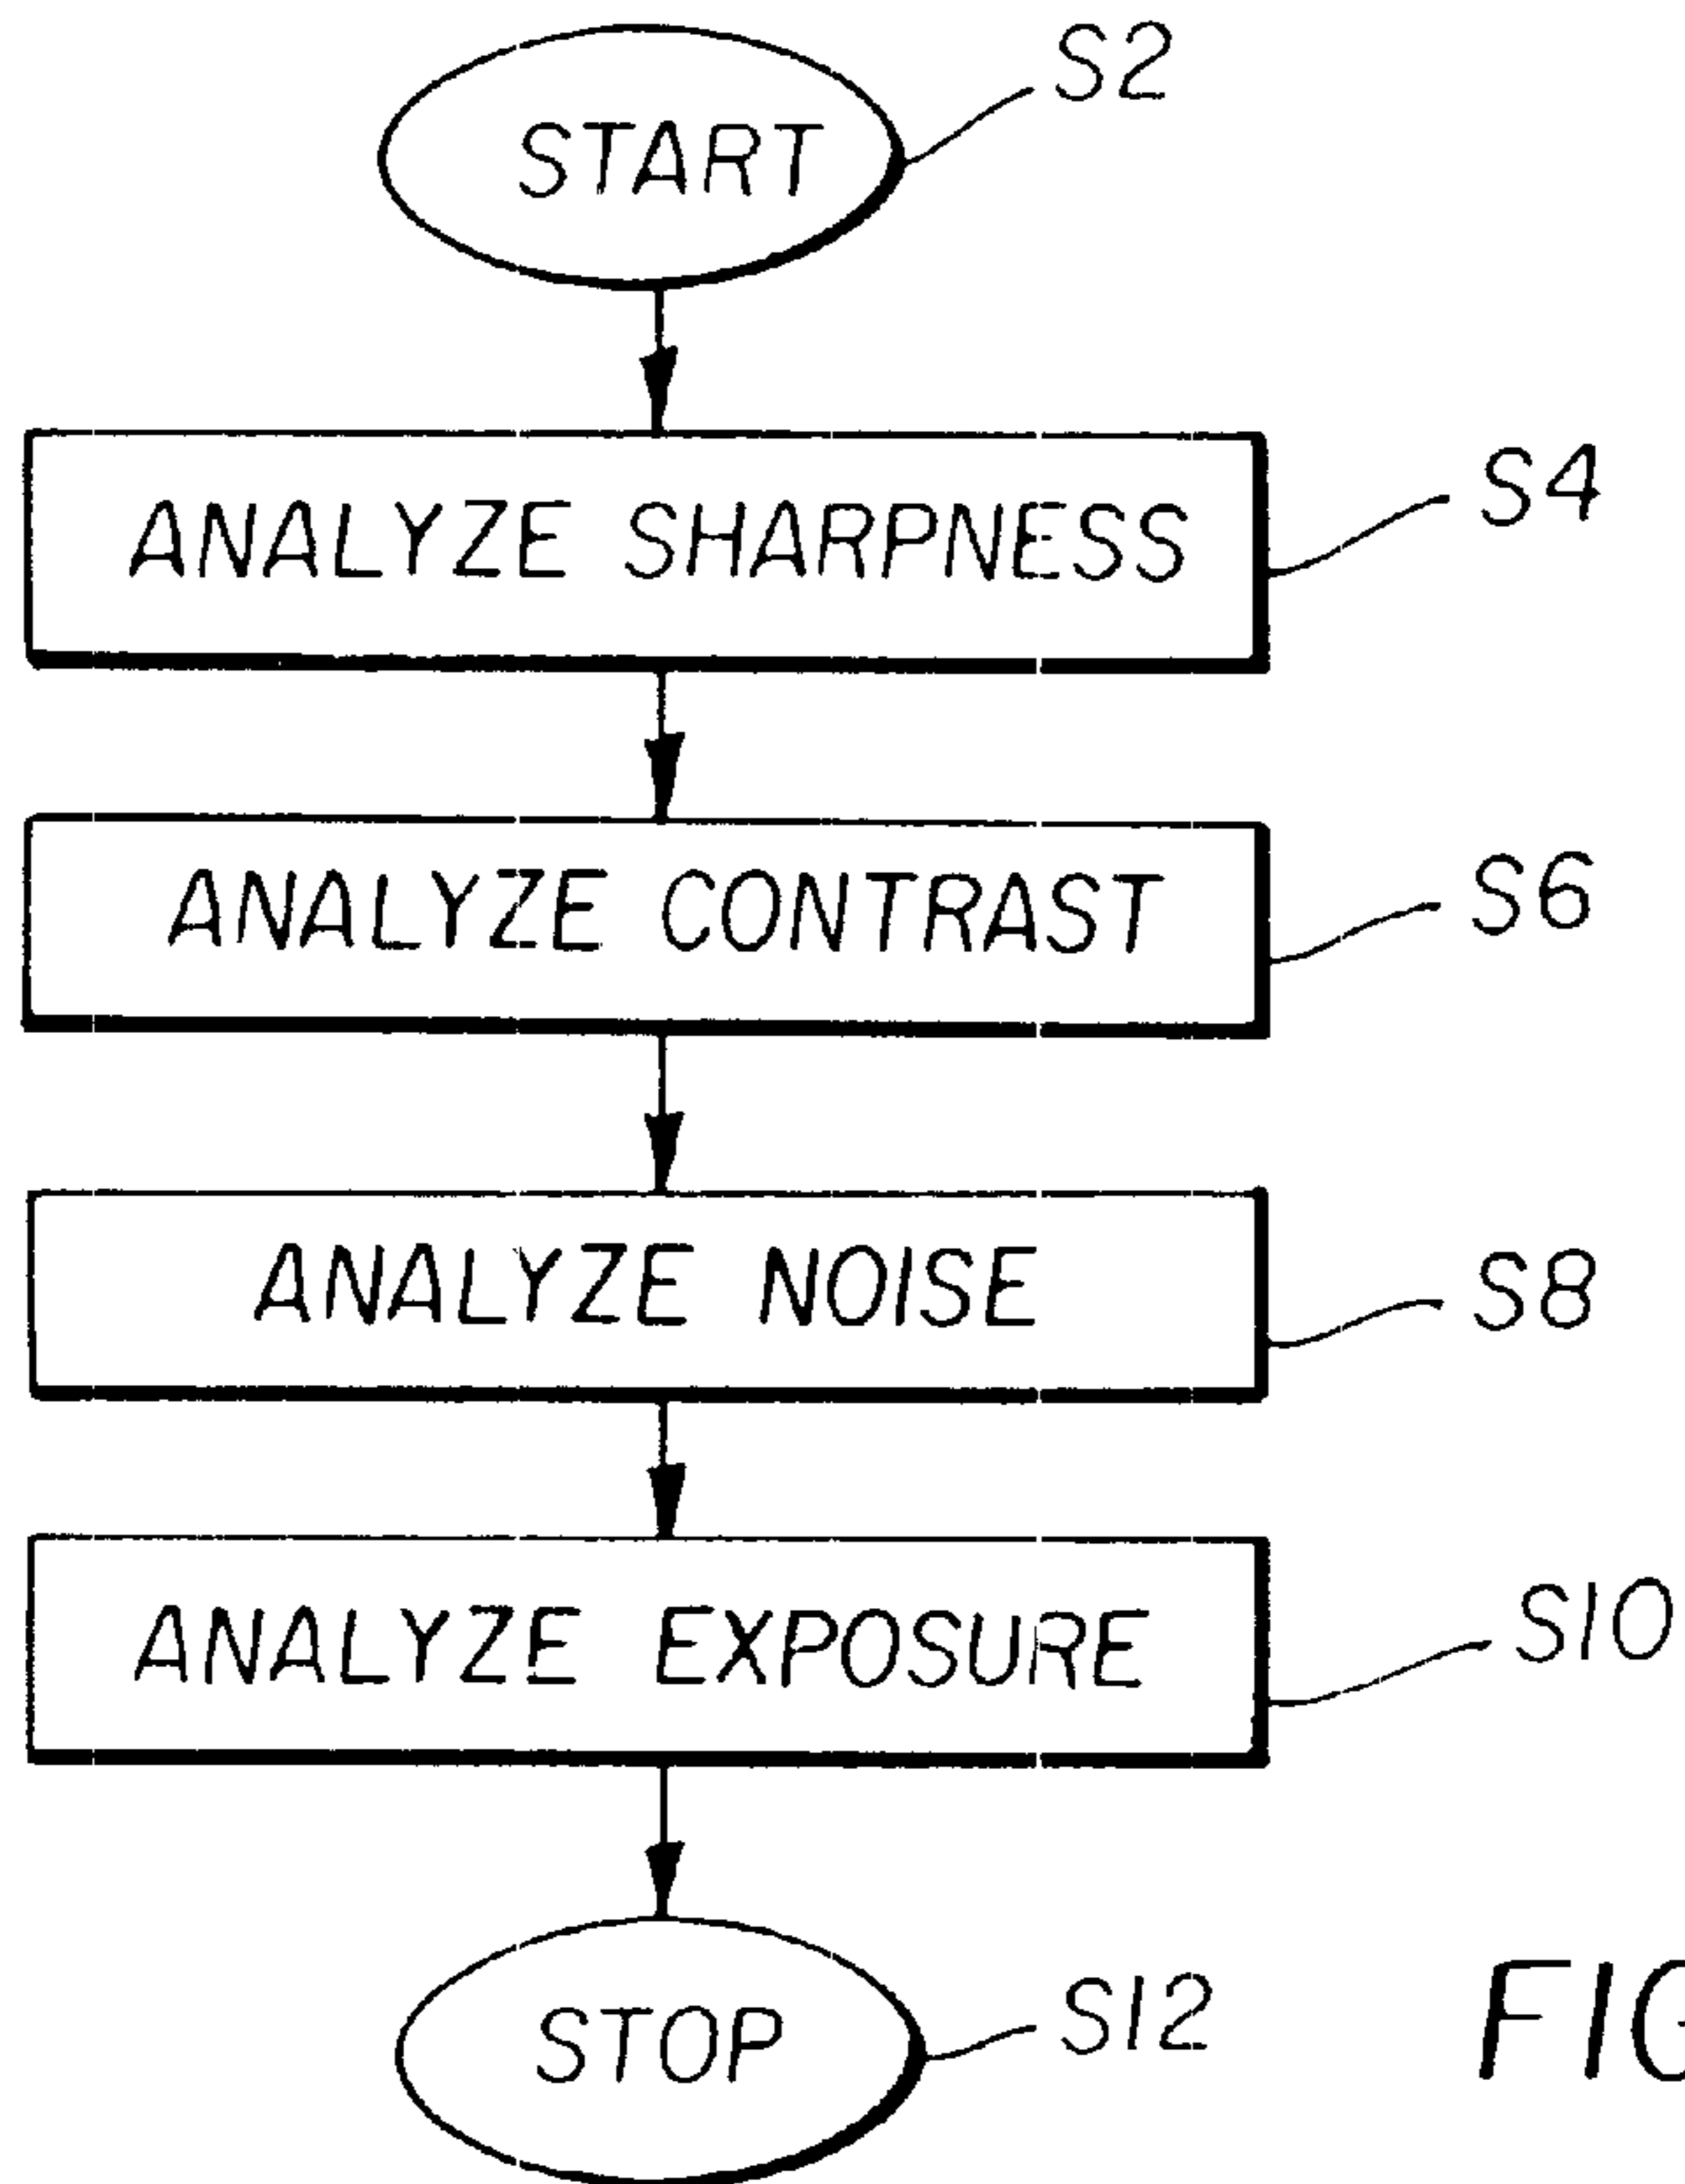 START
S2
ANALYZE SHARPNESS
S4
ANALYZE CONTRAST
S6
ANALYZE NOISE
S8
ANALYZE EXPOSURE
S10
STOP
S12
FIG